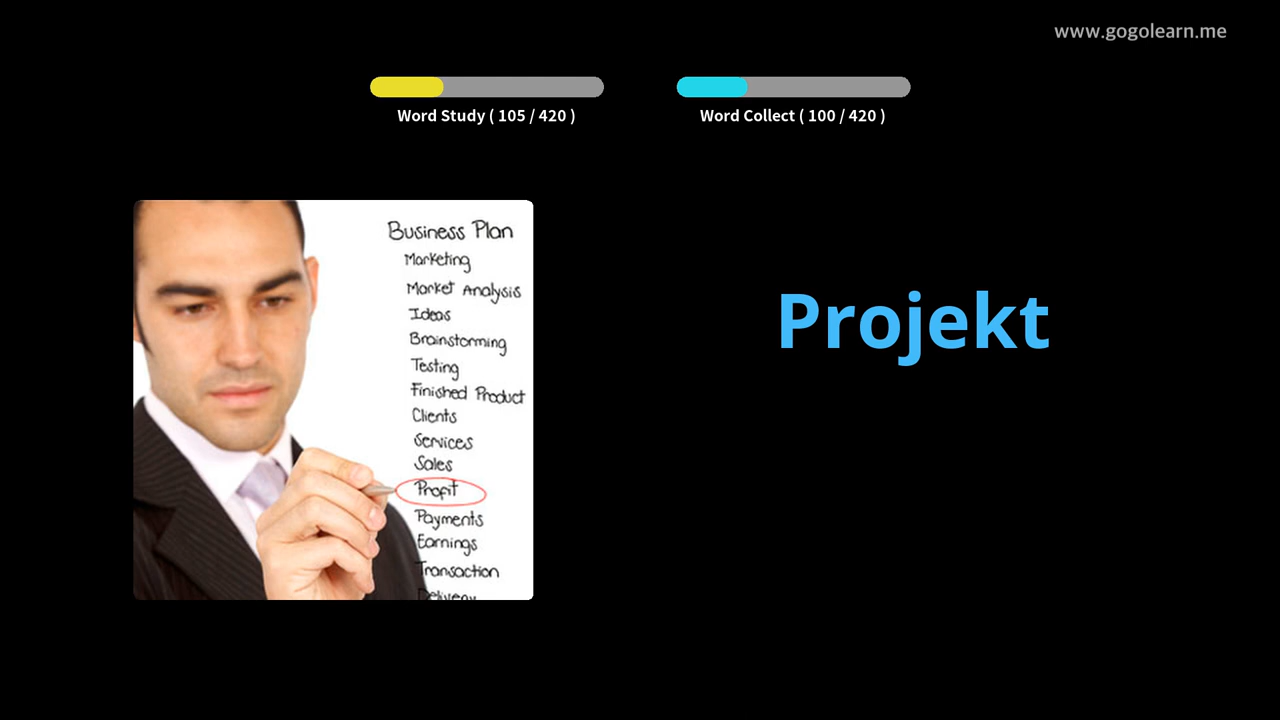 www.gogolearn.me
Word Study ( 105 / 420 )
Word Collect ( 100 / 420 )
Business Plan
Marketing
Market Analysis
Ideas
Brainstorming
Testing
Finished Product
Clients
Services
Sales
Profit
Payments
Earnings
Transaction
Delivery
Projekt